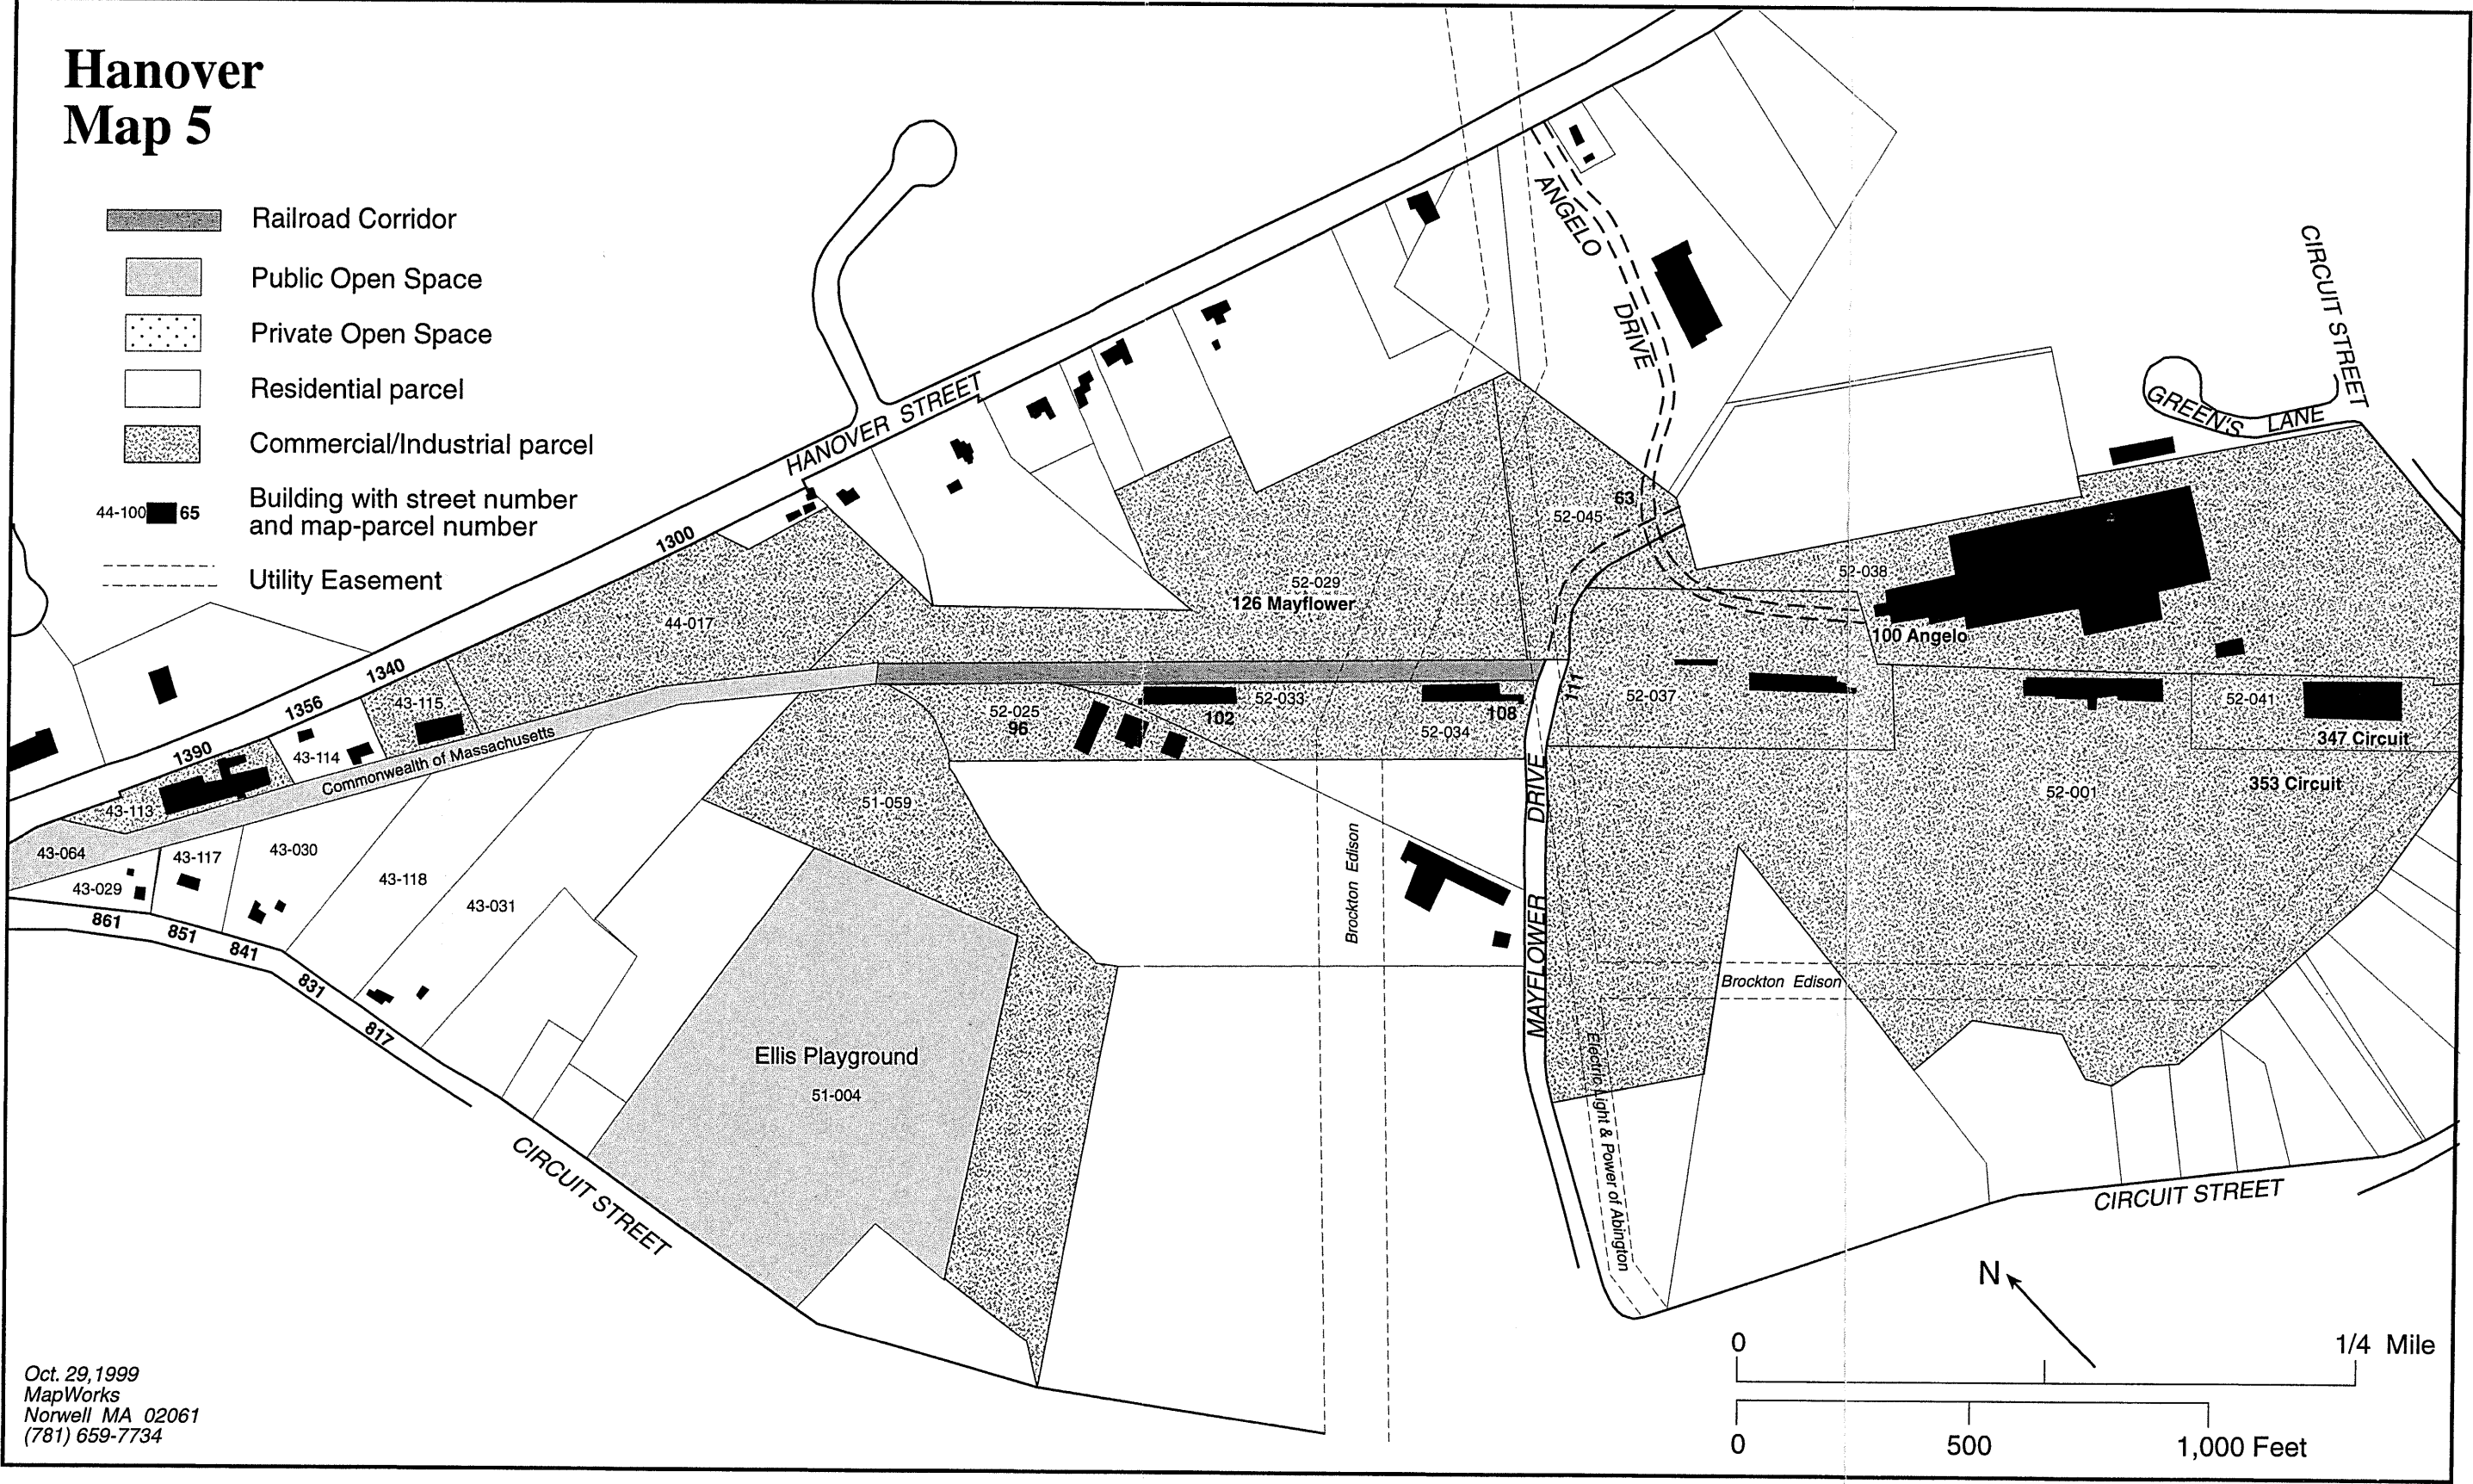 Hanover
Map 5
Railroad Corridor
Public Open Space
Private Open Space
Residential parcel
Commercial/Industrial parcel
44-100 65 Building with street number
and map-parcel number
Utility Easement
HANOVER STREET
ANGELO
DRIVE
CIRCUIT STREET
GREEN'S LANE
1300
1340
1356
1390
44-017
43-115
43-114
43-113
Commonwealth of Massachusetts
43-064
43-029
43-117
43-030
43-118
43-031
861
851
841
831
817
52-029
126 Mayflower
52-045
63
52-038
100 Angelo
52-025
96
102
52-033
108
52-034
111
52-037
52-041
347 Circuit
353 Circuit
52-001
51-059
Brockton Edison
MAYFLOWER DRIVE
Brockton Edison
Electric Light & Power of Abington
Ellis Playground
51-004
CIRCUIT STREET
CIRCUIT STREET
N
0 1/4 Mile
0 500 1,000 Feet
Oct. 29,1999
MapWorks
Norwell MA 02061
(781) 659-7734